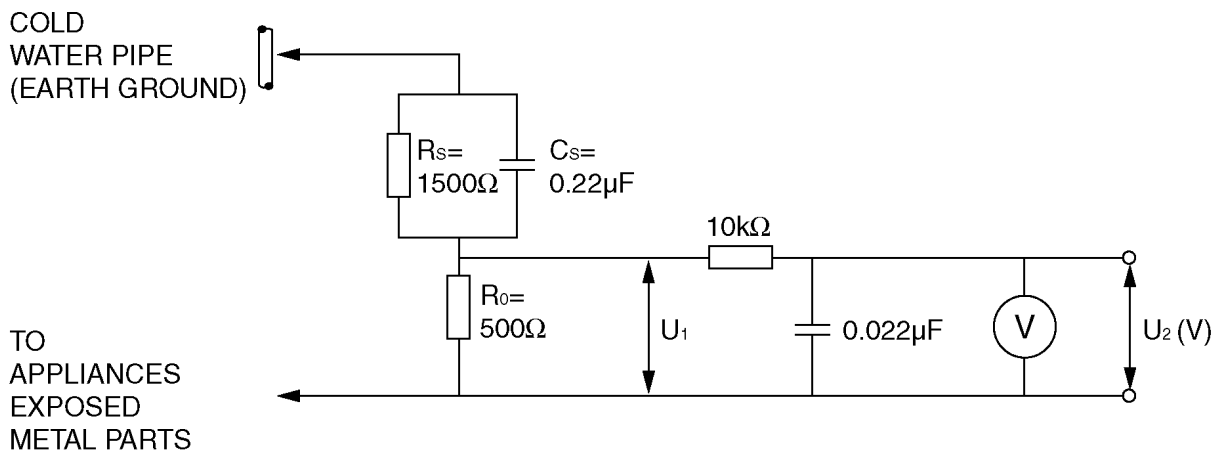 COLD
WATER PIPE
(EARTH GROUND)
RS=
1500Ω
CS=
0.22µF
10kΩ
R0=
500Ω
U1
0.022µF
V
U2 (V)
TO
APPLIANCES
EXPOSED
METAL PARTS